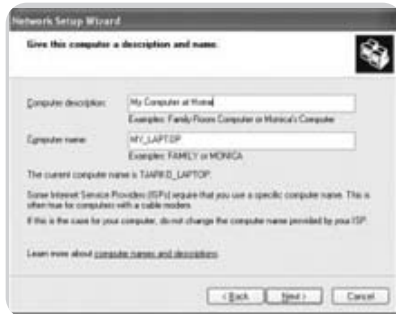 Network Setup Wizard
Give this computer a description and name.
Computer description: My Computer at Home
Examples: Family Room Computer or Monica's Computer
Computer name: MY_LAPTOP
Examples: FAMILY or MONICA
The current computer name is
Some Internet Service Providers (ISPs) require that you use a specific computer name. This is
often true for computers with a cable modem.
If this is the case for your computer, do not change the computer name provided by your ISP.
Learn more about computer names and descriptions.
< Back Next > Cancel